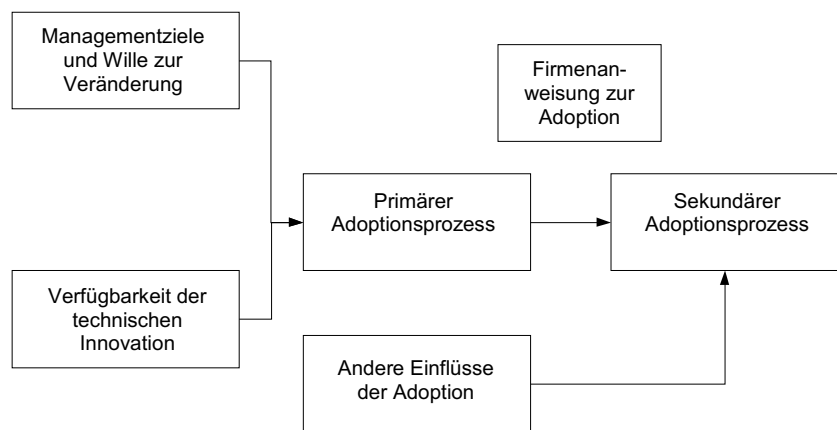 Managementziele
und Wille zur
Veränderung
Firmenan-
weisung zur
Adoption
Primärer
Adoptionsprozess
Sekundärer
Adoptionsprozess
Verfügbarkeit der
technischen
Innovation
Andere Einflüsse
der Adoption